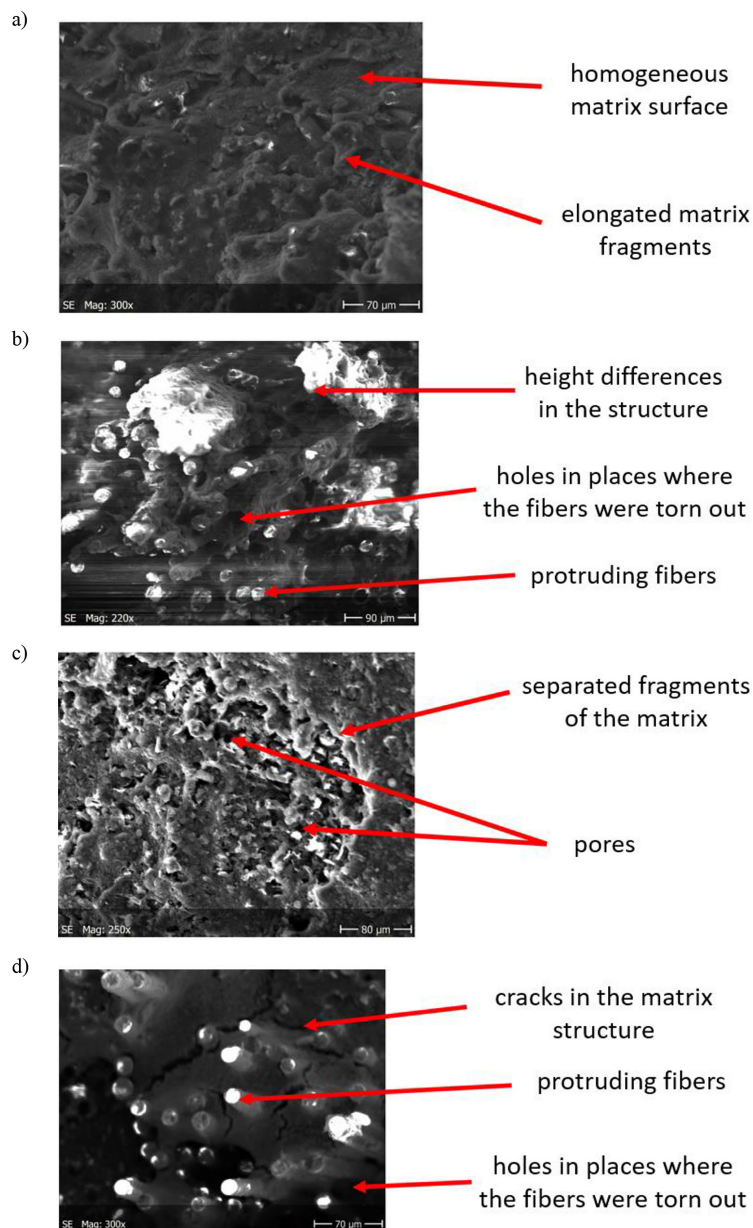 a)
homogeneous
matrix surface
elongated matrix
fragments
SE Mag: 300x
70 µm
b)
height differences
in the structure
holes in places where
the fibers were torn out
protruding fibers
SE Mag: 220x
90 µm
c)
separated fragments
of the matrix
pores
SE Mag: 250x
80 µm
d)
cracks in the matrix
structure
protruding fibers
holes in places where
the fibers were torn out
SE Mag: 300x
70 µm